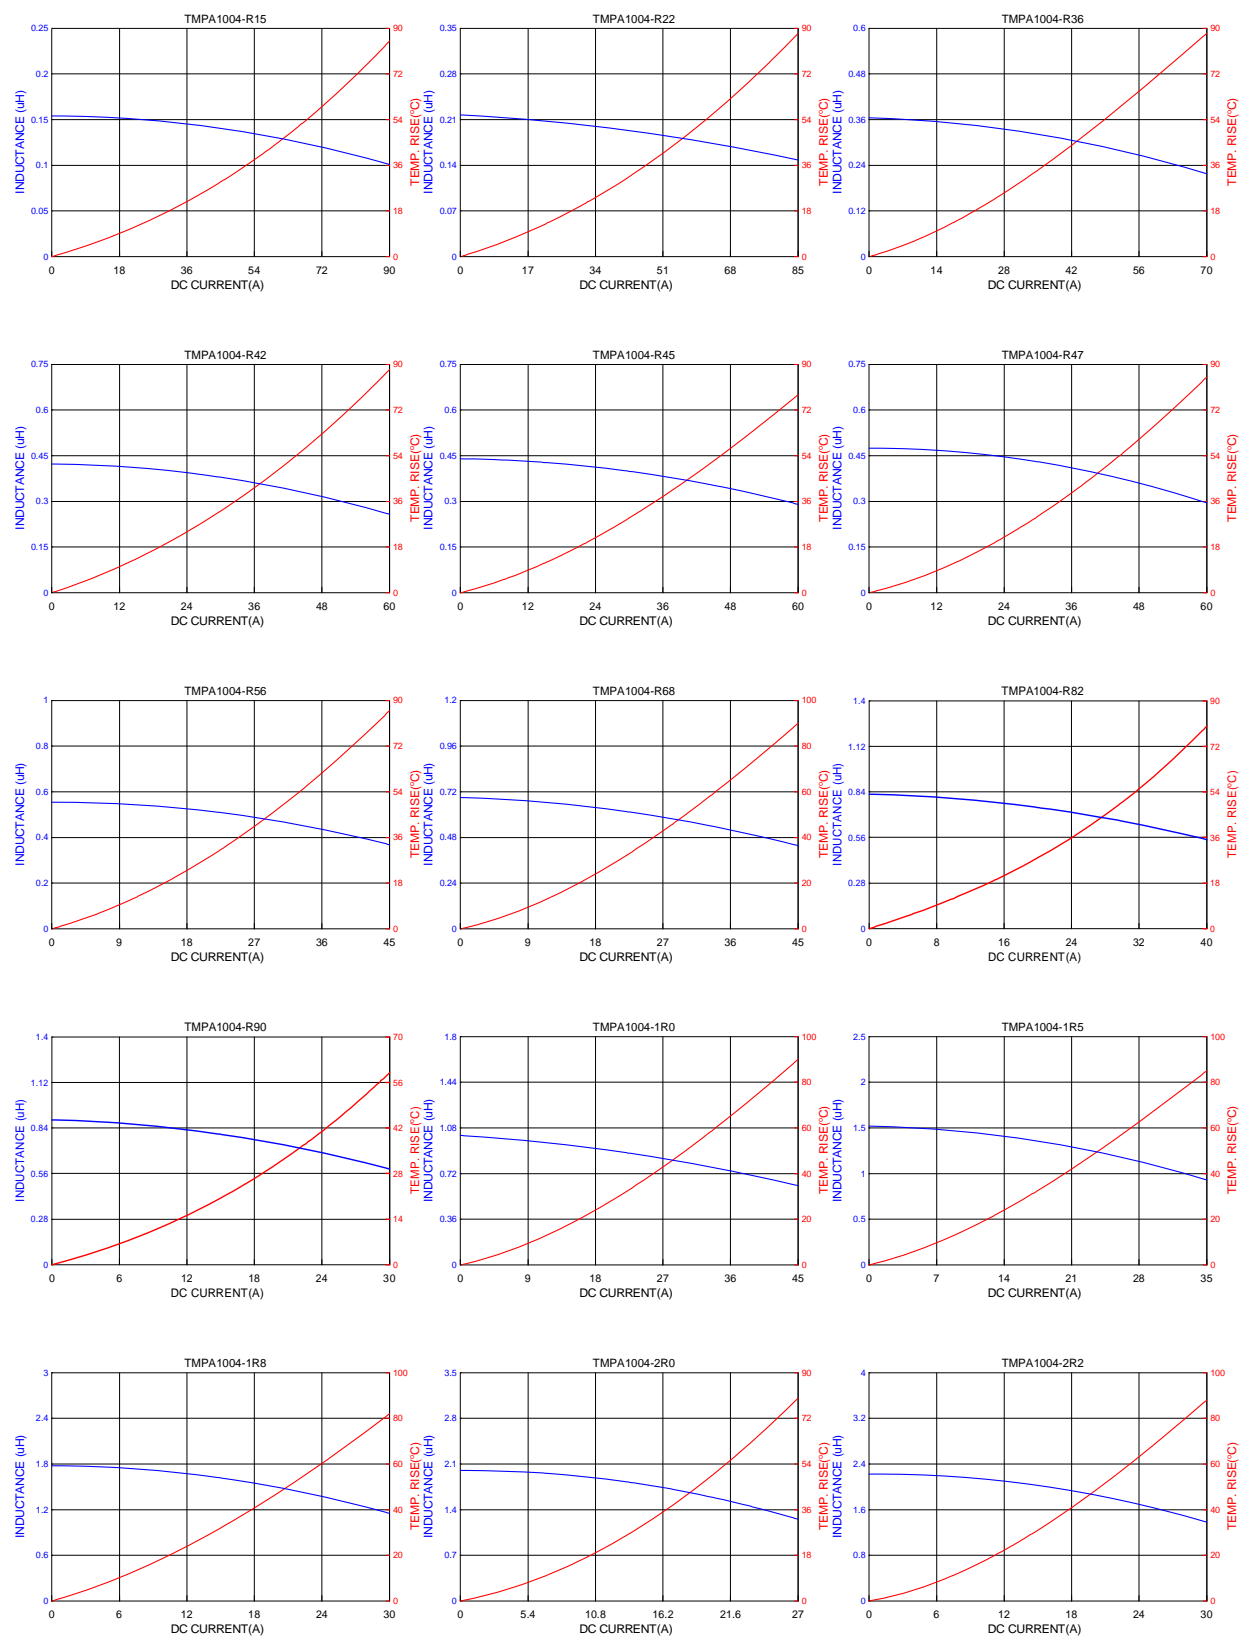 TMPA1004-R15
0.25
0.2
0.15
0.1
0.05
0
90
72
54
36
18
0
0 18 36 54 72 90
INDUCTANCE (uH)
TEMP. RISE(°C)
DC CURRENT(A)
TMPA1004-R22
0.35
0.28
0.21
0.14
0.07
0
90
72
54
36
18
0
0 17 34 51 68 85
INDUCTANCE (uH)
TEMP. RISE(°C)
DC CURRENT(A)
TMPA1004-R36
0.6
0.48
0.36
0.24
0.12
0
90
72
54
36
18
0
0 14 28 42 56 70
INDUCTANCE (uH)
TEMP. RISE(°C)
DC CURRENT(A)
TMPA1004-R42
0.75
0.6
0.45
0.3
0.15
0
90
72
54
36
18
0
0 12 24 36 48 60
INDUCTANCE (uH)
TEMP. RISE(°C)
DC CURRENT(A)
TMPA1004-R45
0.75
0.6
0.45
0.3
0.15
0
90
72
54
36
18
0
0 12 24 36 48 60
INDUCTANCE (uH)
TEMP. RISE(°C)
DC CURRENT(A)
TMPA1004-R47
0.75
0.6
0.45
0.3
0.15
0
90
72
54
36
18
0
0 12 24 36 48 60
INDUCTANCE (uH)
TEMP. RISE(°C)
DC CURRENT(A)
TMPA1004-R56
1
0.8
0.6
0.4
0.2
0
90
72
54
36
18
0
0 9 18 27 36 45
INDUCTANCE (uH)
TEMP. RISE(°C)
DC CURRENT(A)
TMPA1004-R68
1.2
0.96
0.72
0.48
0.24
0
100
80
60
40
20
0
0 9 18 27 36 45
INDUCTANCE (uH)
TEMP. RISE(°C)
DC CURRENT(A)
TMPA1004-R82
1.4
1.12
0.84
0.56
0.28
0
90
72
54
36
18
0
0 8 16 24 32 40
INDUCTANCE (uH)
TEMP. RISE(°C)
DC CURRENT(A)
TMPA1004-R90
1.4
1.12
0.84
0.56
0.28
0
70
56
42
28
14
0
0 6 12 18 24 30
INDUCTANCE (uH)
TEMP. RISE(°C)
DC CURRENT(A)
TMPA1004-1R0
1.8
1.44
1.08
0.72
0.36
0
100
80
60
40
20
0
0 9 18 27 36 45
INDUCTANCE (uH)
TEMP. RISE(°C)
DC CURRENT(A)
TMPA1004-1R5
2.5
2
1.5
1
0.5
0
100
80
60
40
20
0
0 7 14 21 28 35
INDUCTANCE (uH)
TEMP. RISE(°C)
DC CURRENT(A)
TMPA1004-1R8
3
2.4
1.8
1.2
0.6
0
100
80
60
40
20
0
0 6 12 18 24 30
INDUCTANCE (uH)
TEMP. RISE(°C)
DC CURRENT(A)
TMPA1004-2R0
3.5
2.8
2.1
1.4
0.7
0
90
72
54
36
18
0
0 5.4 10.8 16.2 21.6 27
INDUCTANCE (uH)
TEMP. RISE(°C)
DC CURRENT(A)
TMPA1004-2R2
4
3.2
2.4
1.6
0.8
0
100
80
60
40
20
0
0 6 12 18 24 30
INDUCTANCE (uH)
TEMP. RISE(°C)
DC CURRENT(A)